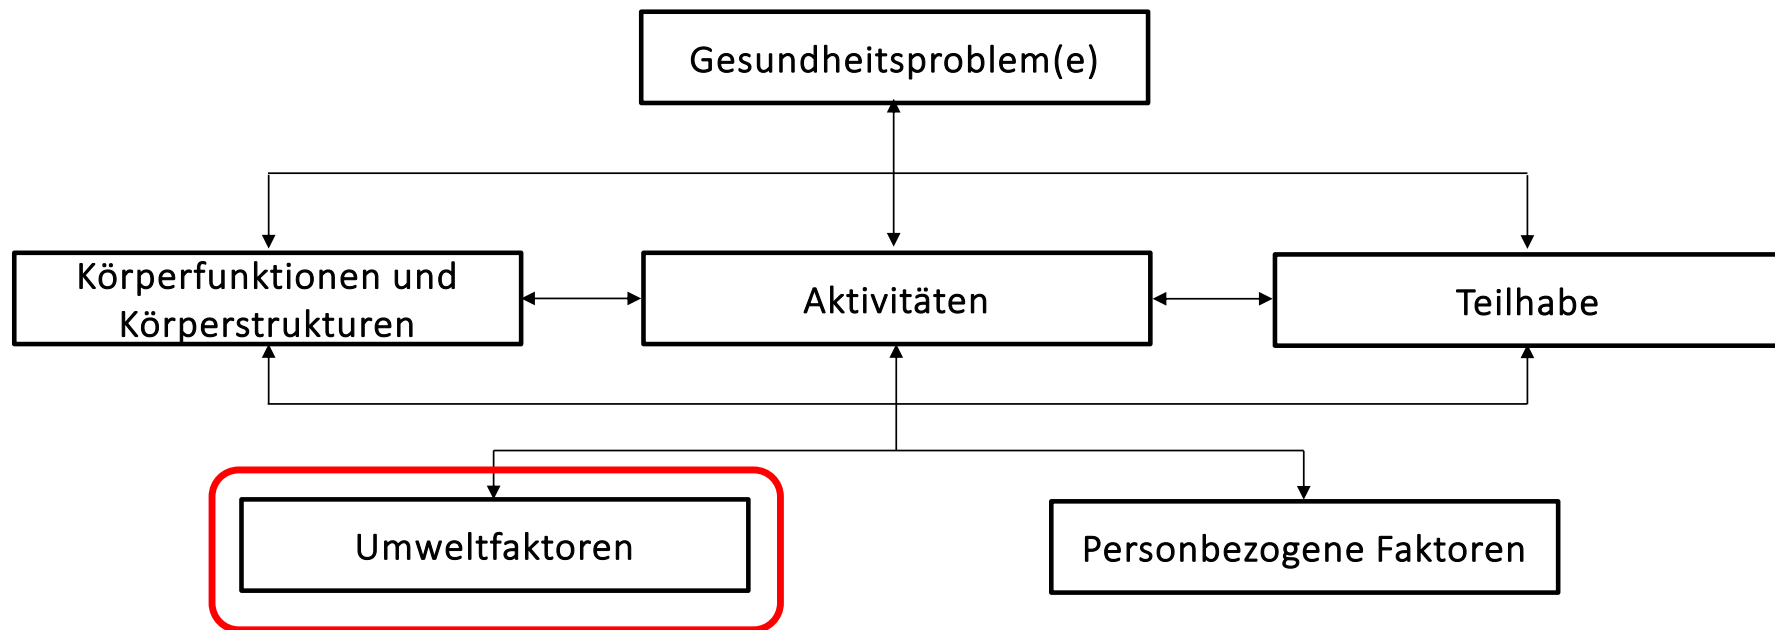 Gesundheitsproblem(e)
Körperfunktionen und
Körperstrukturen
Aktivitäten
Teilhabe
Umweltfaktoren
Personbezogene Faktoren